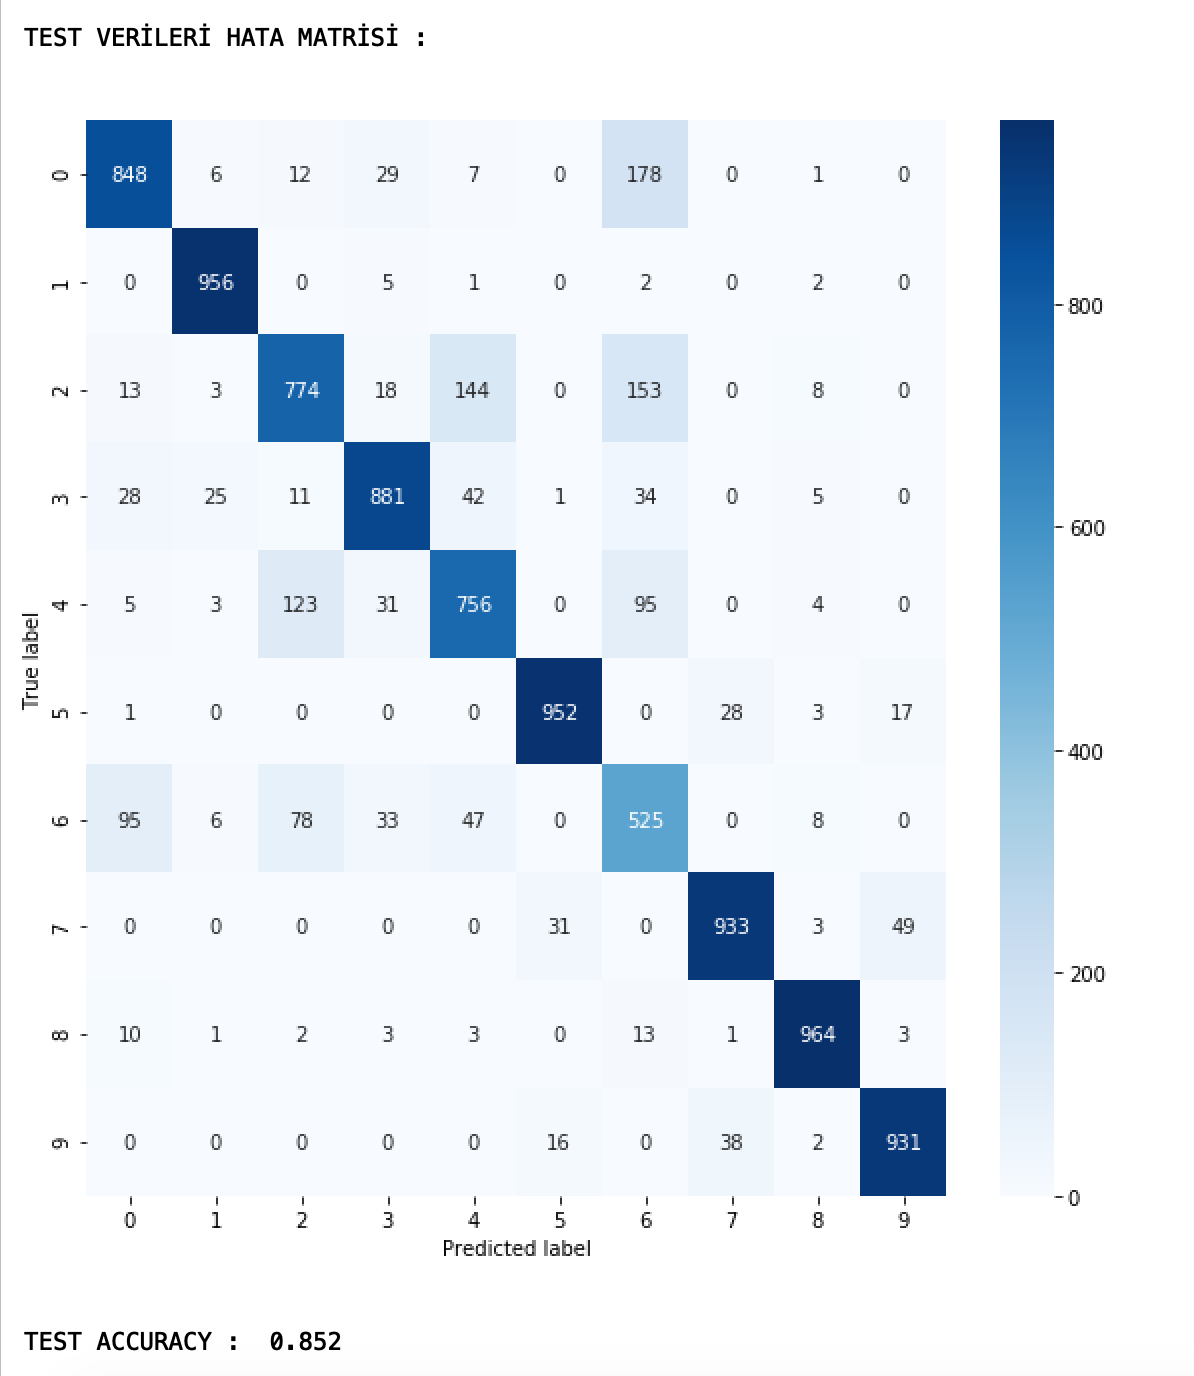 TEST VERİLERİ HATA MATRİSİ :
0 848 6 12 29 7 0 178 0 1 0
1 0 956 0 5 1 0 2 0 2 0
2 13 3 774 18 144 0 153 0 8 0
3 28 25 11 881 42 1 34 0 5 0
4 5 3 123 31 756 0 95 0 4 0
5 1 0 0 0 0 952 0 28 3 17
6 95 6 78 33 47 0 525 0 8 0
7 0 0 0 0 0 31 0 933 3 49
8 10 1 2 3 3 0 13 1 964 3
9 0 0 0 0 0 16 0 38 2 931
True label
0 1 2 3 4 5 6 7 8 9
Predicted label
800
600
400
200
0
TEST ACCURACY : 0.852